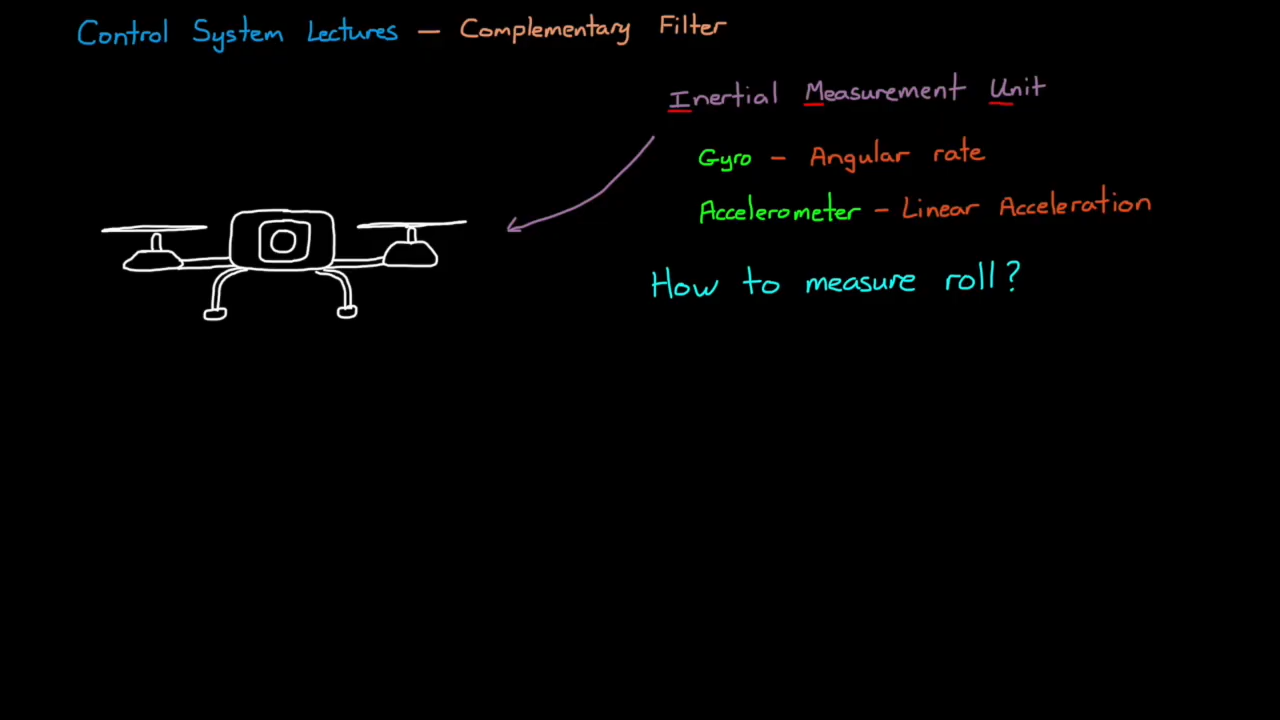 Control System Lectures – Complementary Filter
Inertial Measurement Unit
Gyro – Angular rate
Accelerometer – Linear Acceleration
How to measure roll?